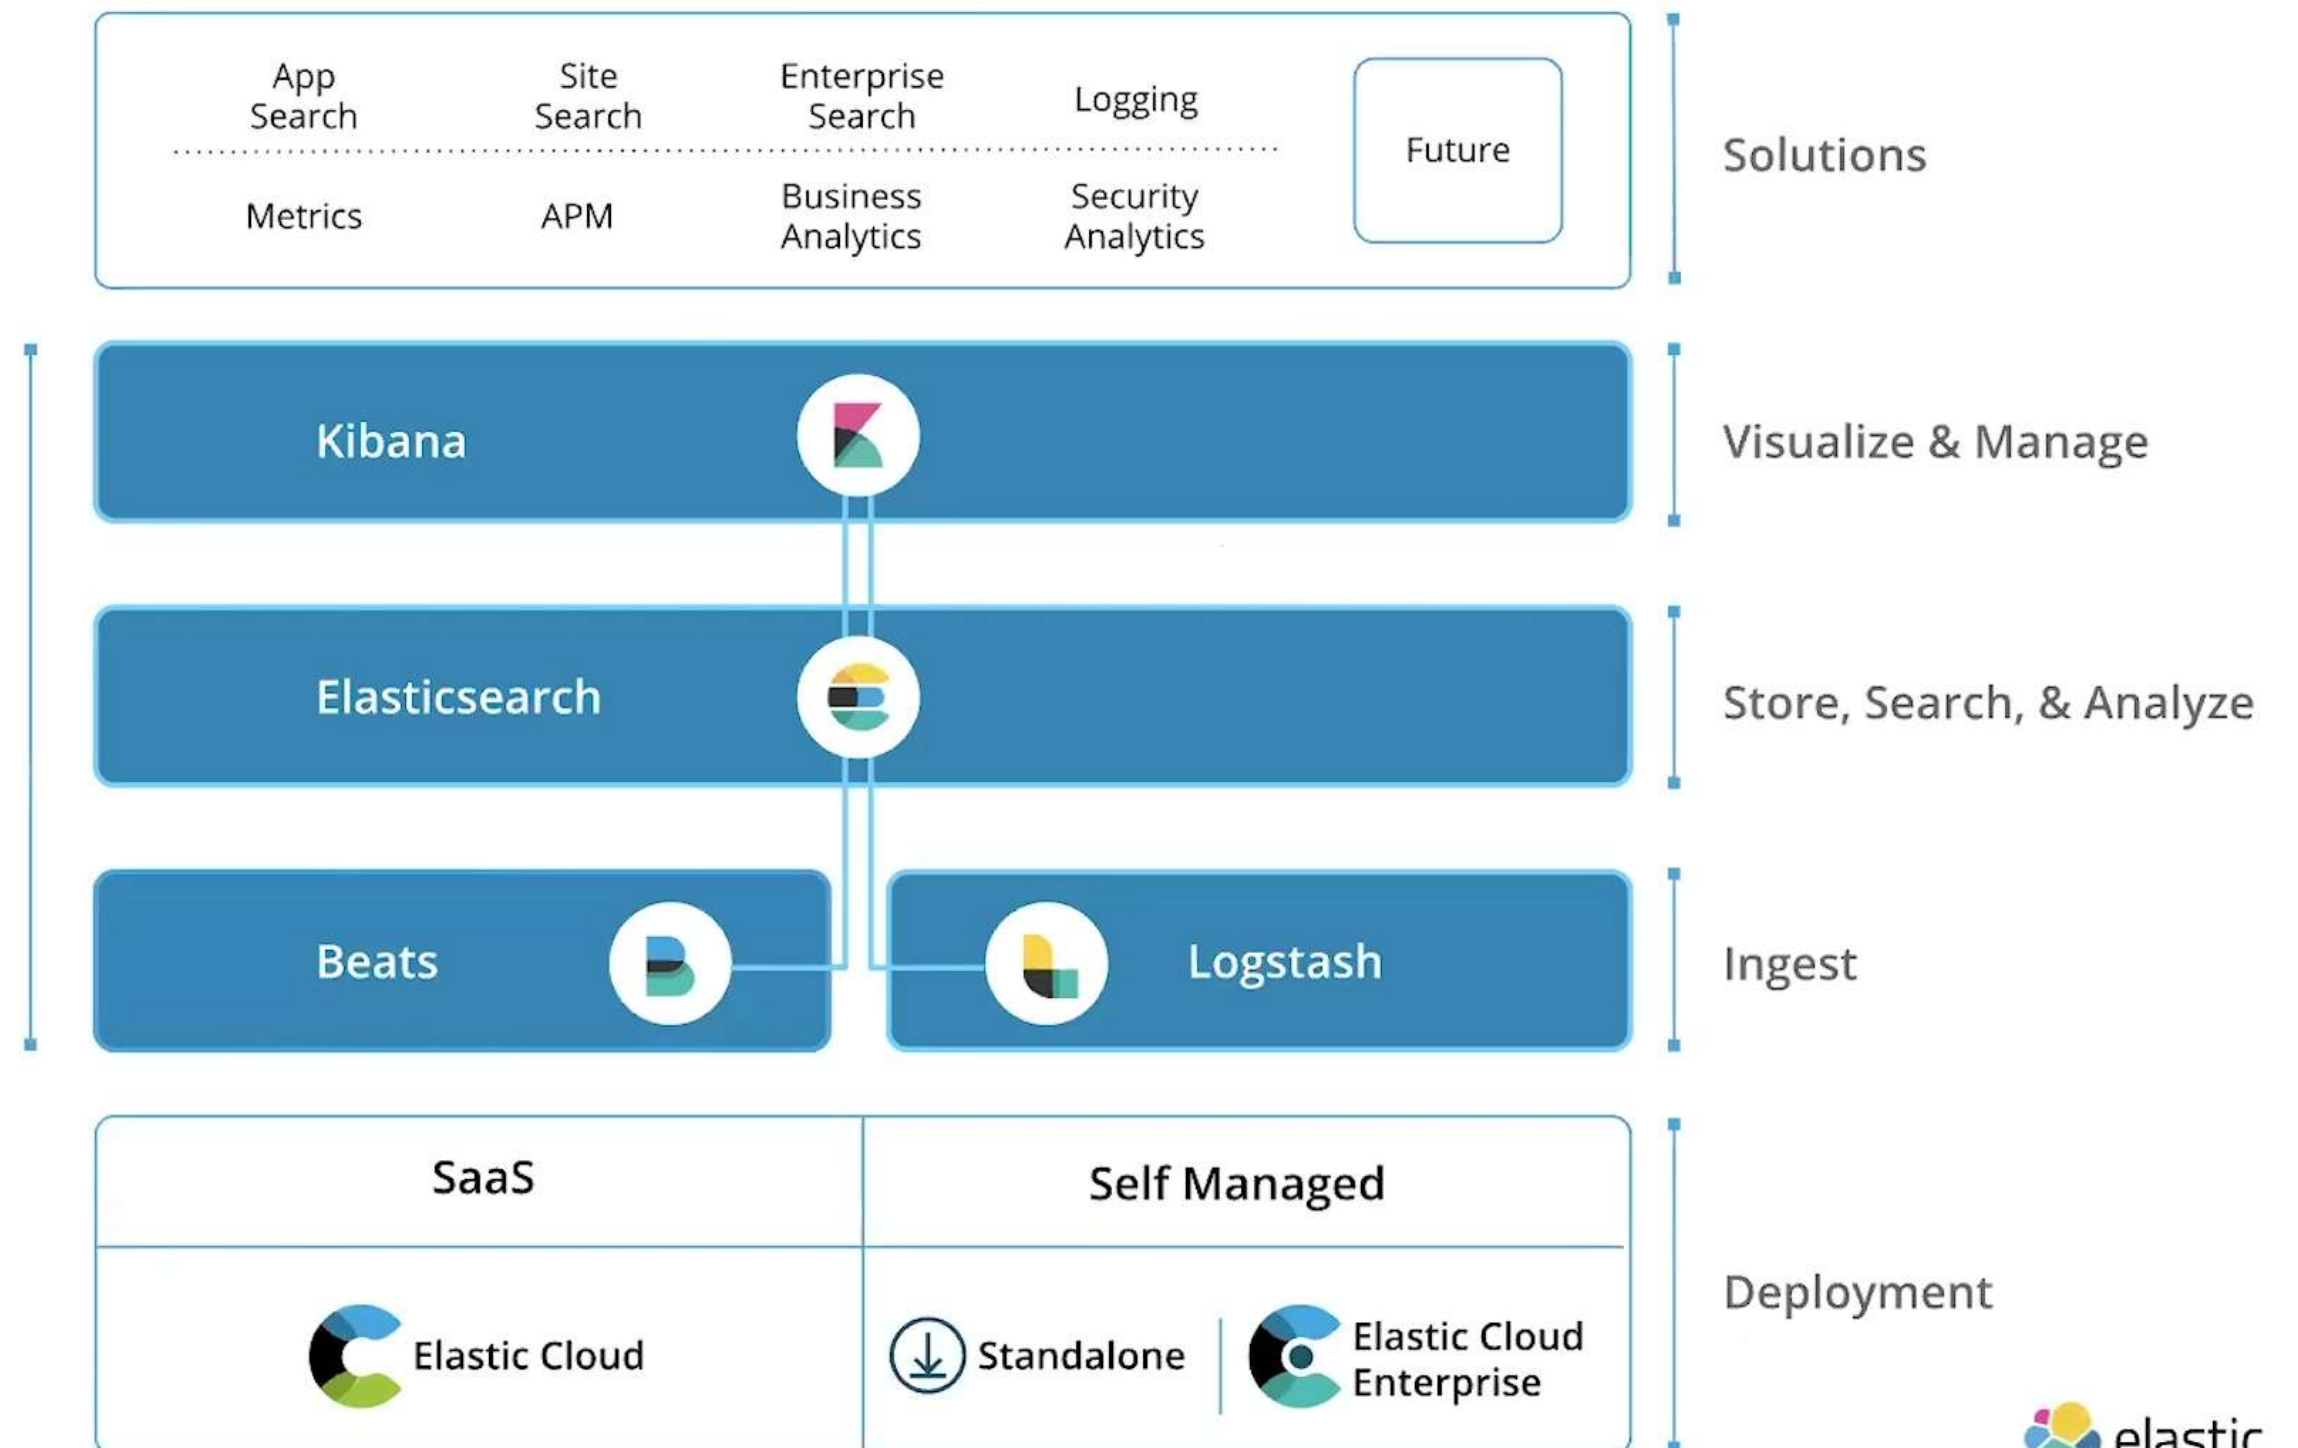 App
Search
Site
Search
Enterprise
Search
Logging
Future
Metrics
APM
Business
Analytics
Security
Analytics
Solutions
Kibana
Visualize & Manage
Elasticsearch
Store, Search, & Analyze
Beats
Logstash
Ingest
SaaS
Self Managed
Elastic Cloud
Standalone
Elastic Cloud
Enterprise
Deployment
elastic